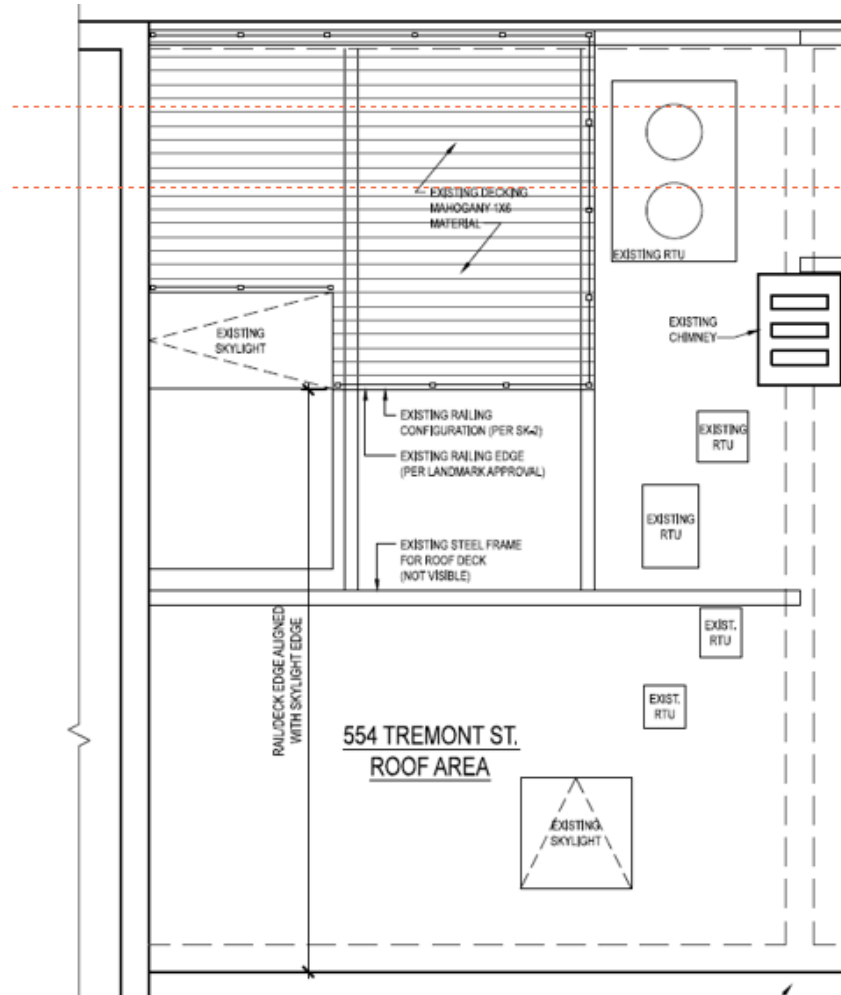 EXISTING DECKING
MAHOGANY 1X6
MATERIAL
EXISTING RTU
EXISTING
SKYLIGHT
EXISTING
CHIMNEY
EXISTING RAILING
CONFIGURATION (PER SK-2)
EXISTING RAILING EDGE
(PER LANDMARK APPROVAL)
EXISTING
RTU
EXISTING
RTU
EXISTING STEEL FRAME
FOR ROOF DECK
(NOT VISIBLE)
EXIST.
RTU
EXIST.
RTU
RAIL/DECK EDGE ALIGNED
WITH SKYLIGHT EDGE
554 TREMONT ST.
ROOF AREA
EXISTING
SKYLIGHT